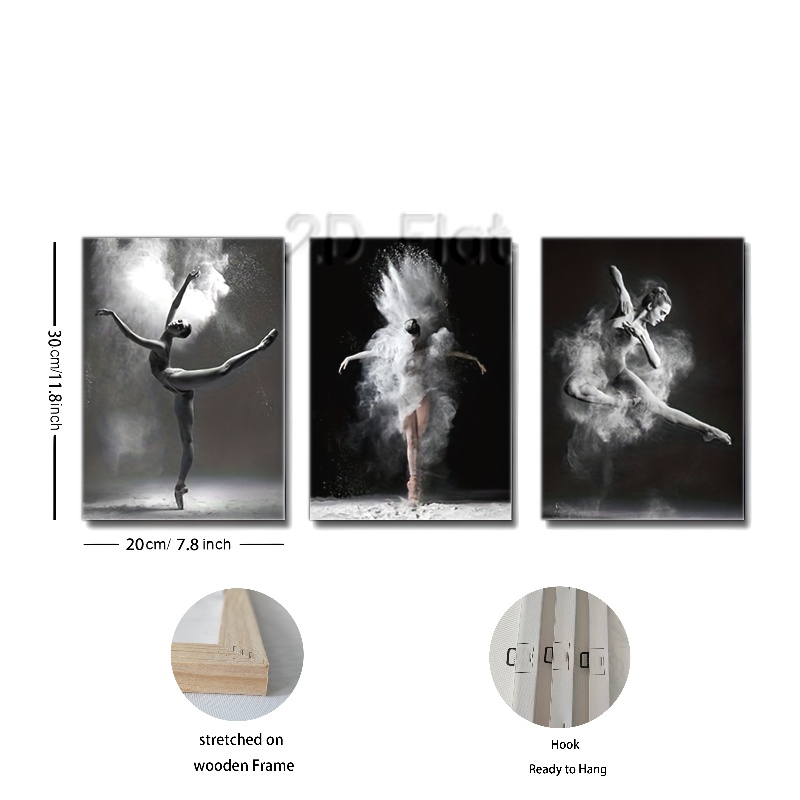 2D Flat
30cm/11.8inch
20cm/ 7.8 inch
stretched on
wooden Frame
Hook
Ready to Hang